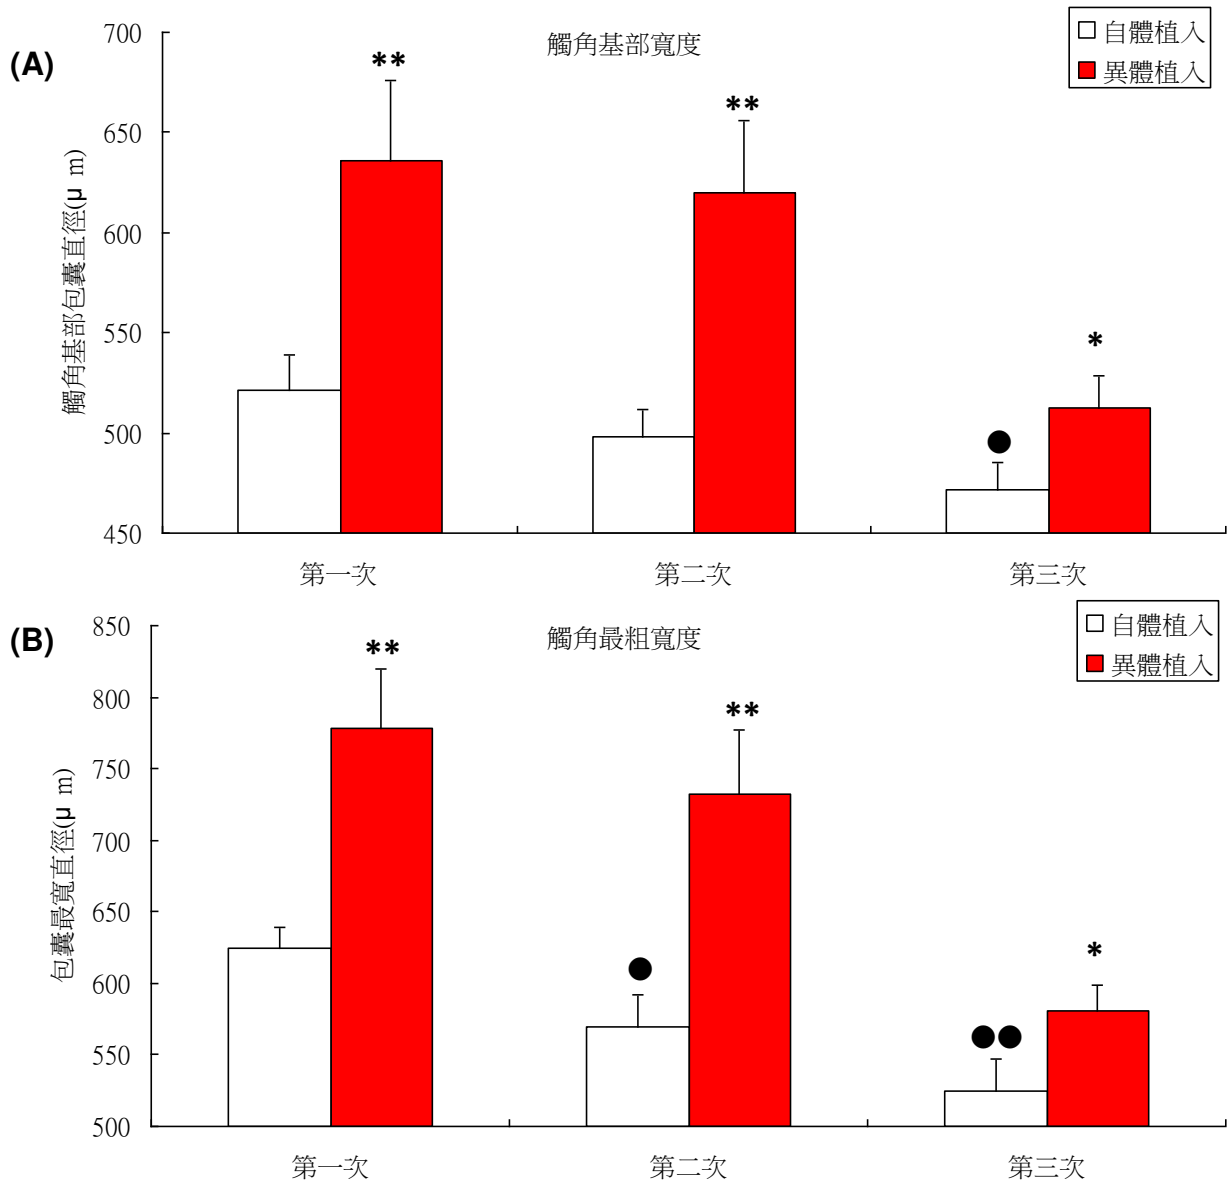 (A)
觸角基部寬度
自體植入
異體植入
觸角基部包囊直徑(μ m)
700
650
600
550
500
450
**
**
*
第一次
第二次
第三次
(B)
觸角最粗寬度
自體植入
異體植入
包囊最寬直徑(μ m)
850
800
750
700
650
600
550
500
**
**
*
第一次
第二次
第三次